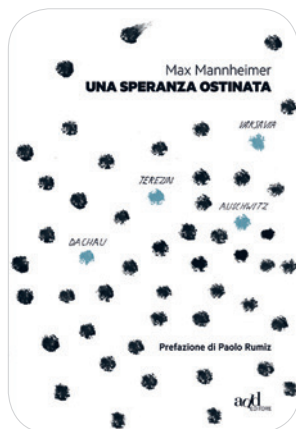 Max Mannheimer
UNA SPERANZA OSTINATA
VARSAVIA
TEREZIN
AUSCHWITZ
DACHAU
Prefazione di Paolo Rumiz
add
EDITORE